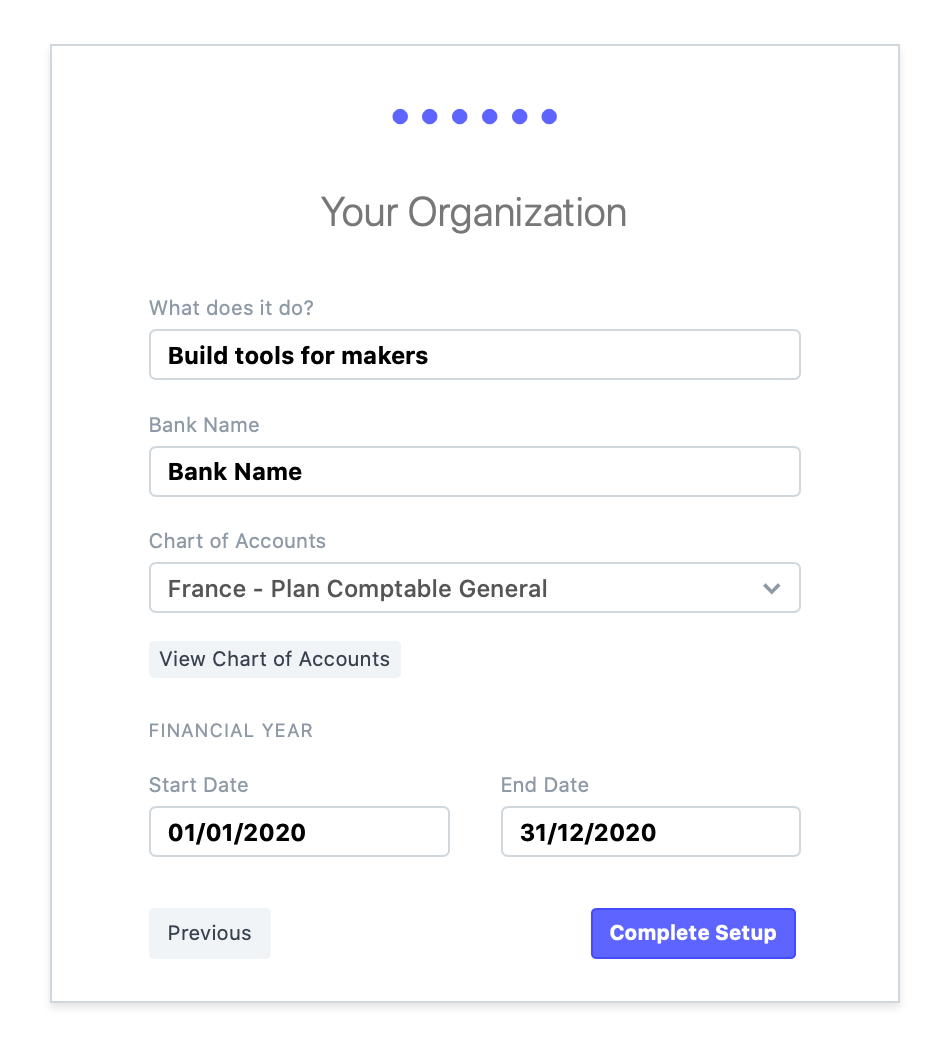 Your Organization
What does it do?
Build tools for makers
Bank Name
Bank Name
Chart of Accounts
France - Plan Comptable General
View Chart of Accounts
FINANCIAL YEAR
Start Date End Date
01/01/2020 31/12/2020
Previous Complete Setup